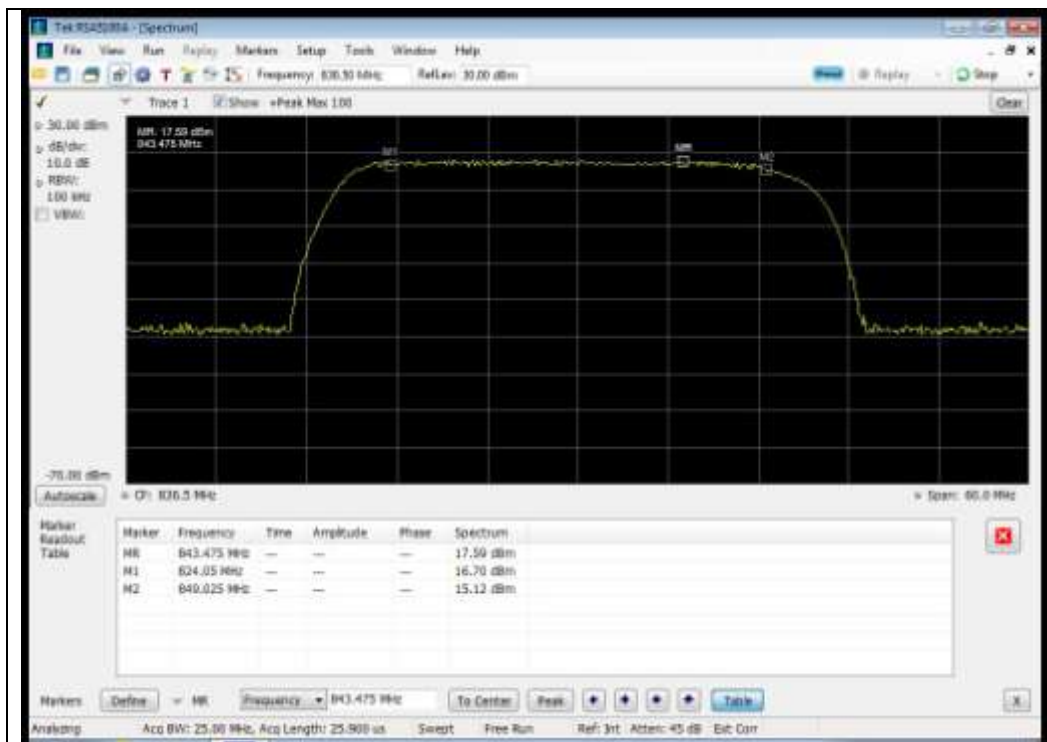 Tek RSA5100A - [Spectrum]
File View Run Replay Markers Setup Tools Window Help
Frequency: 836.50 MHz RefLev: 30.00 dBm Replay Stop
Trace 1 Show +Peak Max 100 Clear
30.00 dBm
MR: 17.59 dBm
843.475 MHz
dB/div:
10.0 dB
RBW:
100 kHz
VBW:
M1 MR M2
-70.00 dBm
Autoscale CF: 836.5 MHz Span: 60.0 MHz
Marker Readout Table
Marker Frequency Time Amplitude Phase Spectrum
MR 843.475 MHz --- --- --- 17.59 dBm
M1 824.05 MHz --- --- --- 16.70 dBm
M2 849.025 MHz --- --- --- 15.12 dBm
Markers Define MR Frequency 843.475 MHz To Center Peak Table X
Analyzing Acq BW: 25.00 MHz, Acq Length: 25.900 us Swept Free Run Ref: Int Atten: 45 dB Ext Corr